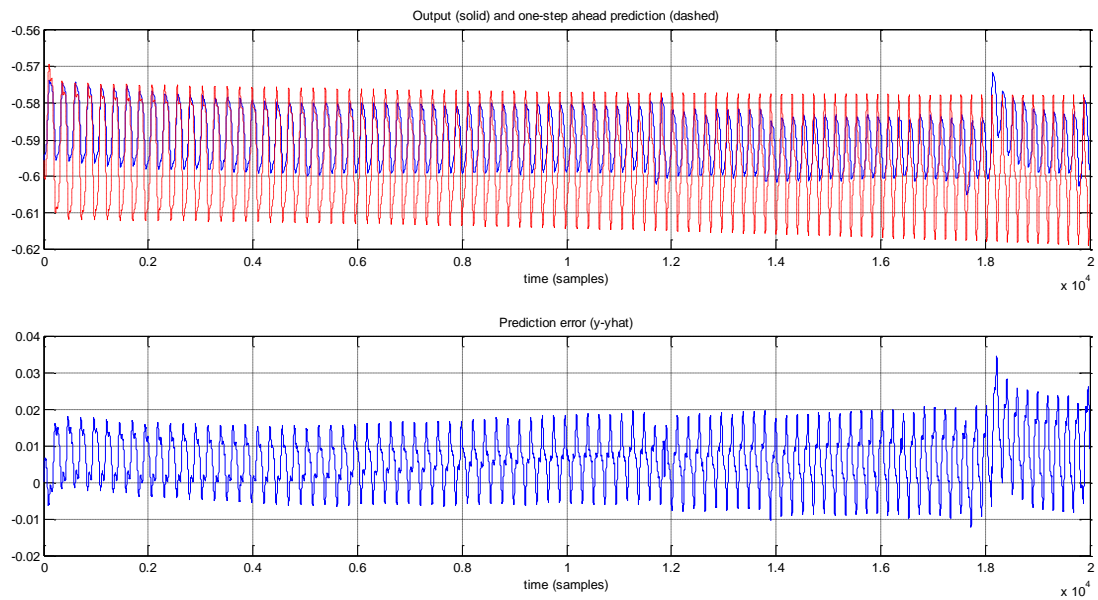 Output (solid) and one-step ahead prediction (dashed)
-0.56
-0.57
-0.58
-0.59
-0.6
-0.61
-0.62
0 0.2 0.4 0.6 0.8 1 1.2 1.4 1.6 1.8 2
time (samples)
x 10^4
Prediction error (y-yhat)
0.04
0.03
0.02
0.01
0
-0.01
-0.02
0 0.2 0.4 0.6 0.8 1 1.2 1.4 1.6 1.8 2
time (samples)
x 10^4